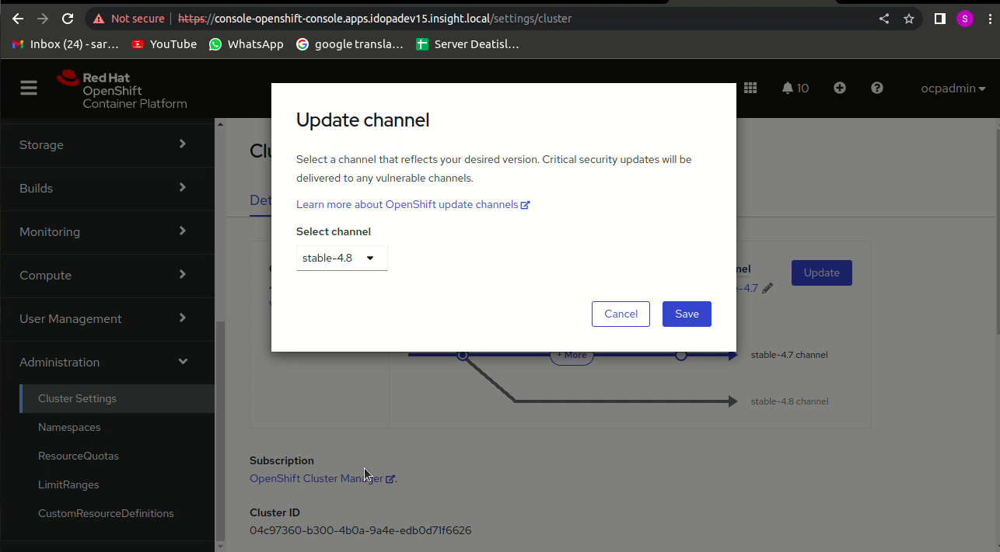 Not secure
https://console-openshift-console.apps.idopadev15.insight.local/settings/cluster
S
Inbox (24) - sar...
YouTube
WhatsApp
google transla...
Server Deatisl...
Red Hat
OpenShift
Container Platform
10
ocpadmin
Storage
Builds
Monitoring
Compute
User Management
Administration
Cluster Settings
Namespaces
ResourceQuotas
LimitRanges
CustomResourceDefinitions
Update channel
Select a channel that reflects your desired version. Critical security updates will be
delivered to any vulnerable channels.
Learn more about OpenShift update channels
Select channel
stable-4.8
Cancel
Save
Clu
Det
nel
-4.7
Update
+ More
stable-4.7 channel
stable-4.8 channel
Subscription
OpenShift Cluster Manager.
Cluster ID
04c97360-b300-4b0a-9a4e-edb0d71f6626